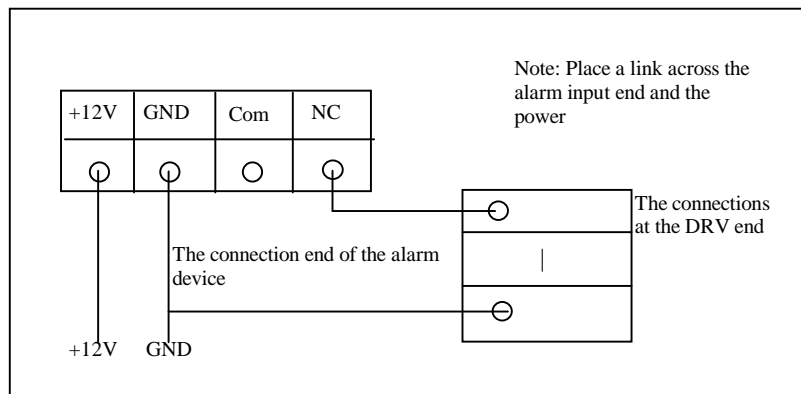 Note: Place a link across the
alarm input end and the
power
+12V GND Com NC
The connections
at the DRV end
The connection end of the alarm
device
+12V GND